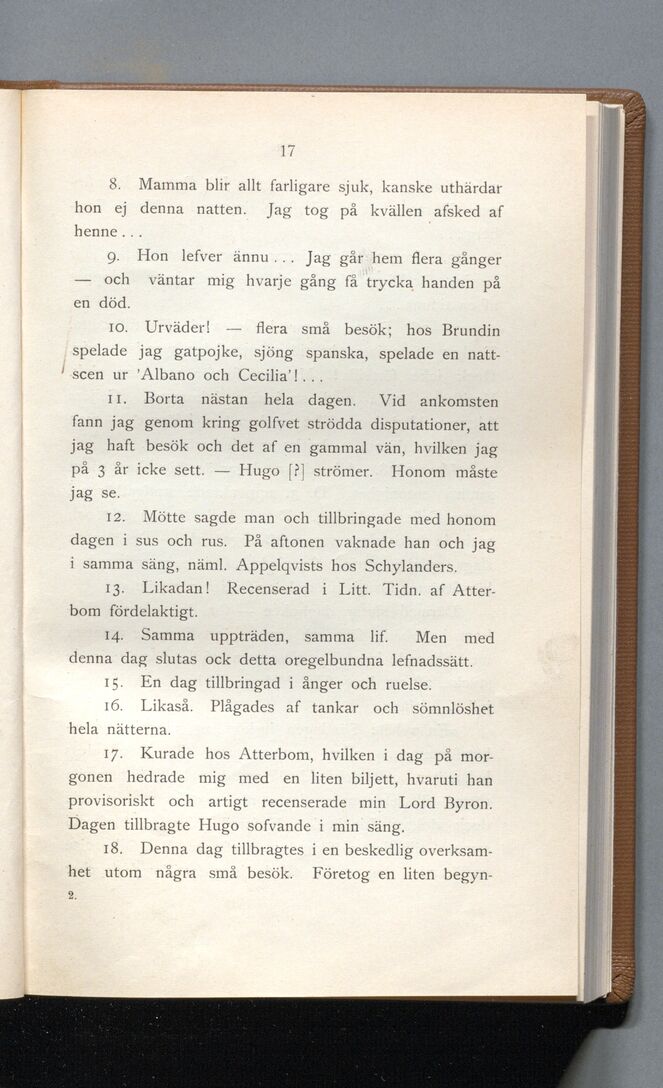 17
8. Mamma blir allt farligare sjuk, kanske uthärdar
hon ej denna natten. Jag tog på kvällen afsked af
henne . . .
9. Hon lefver ännu . . . Jag går hem flera gånger
— och väntar mig hvarje gång få trycka handen på
en död.
10. Urväder! — flera små besök; hos Brundin
spelade jag gatpojke, sjöng spanska, spelade en natt-
scen ur 'Albano och Cecilia'! . . .
11. Borta nästan hela dagen. Vid ankomsten
fann jag genom kring golfvet strödda disputationer, att
jag haft besök och det af en gammal vän, hvilken jag
på 3 år icke sett. — Hugo [?] strömer. Honom måste
jag se.
12. Mötte sagde man och tillbringade med honom
dagen i sus och rus. På aftonen vaknade han och jag
i samma säng, näml. Appelqvists hos Schylanders.
13. Likadan! Recenserad i Litt. Tidn. af Atter-
bom fördelaktigt.
14. Samma uppträden, samma lif. Men med
denna dag slutas ock detta oregelbundna lefnadssätt.
15. En dag tillbringad i ånger och ruelse.
16. Likaså. Plågades af tankar och sömnlöshet
hela nätterna.
17. Kurade hos Atterbom, hvilken i dag på mor-
gonen hedrade mig med en liten biljett, hvaruti han
provisoriskt och artigt recenserade min Lord Byron.
Dagen tillbragte Hugo sofvande i min säng.
18. Denna dag tillbragtes i en beskedlig overksam-
het utom några små besök. Företog en liten begyn-
2.